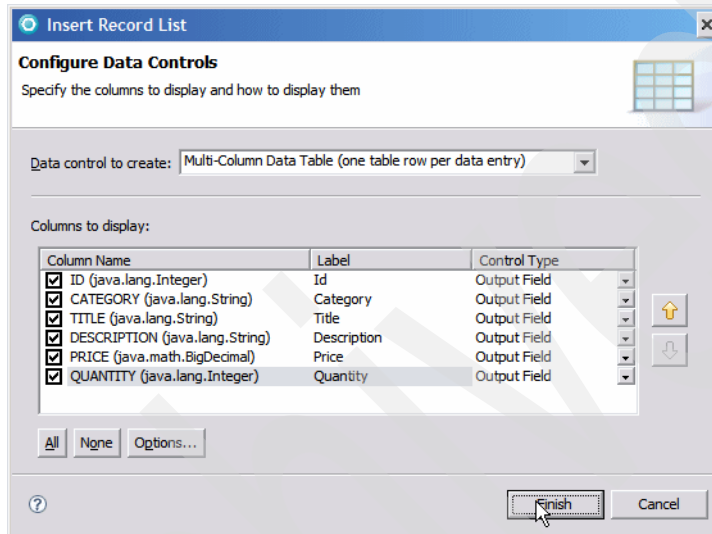 Insert Record List
Configure Data Controls
Specify the columns to display and how to display them
Data control to create: Multi-Column Data Table (one table row per data entry)
Columns to display:
Column Name Label Control Type
ID (java.lang.Integer) Id Output Field
CATEGORY (java.lang.String) Category Output Field
TITLE (java.lang.String) Title Output Field
DESCRIPTION (java.lang.String) Description Output Field
PRICE (java.math.BigDecimal) Price Output Field
QUANTITY (java.lang.Integer) Quantity Output Field
All None Options...
? Finish Cancel